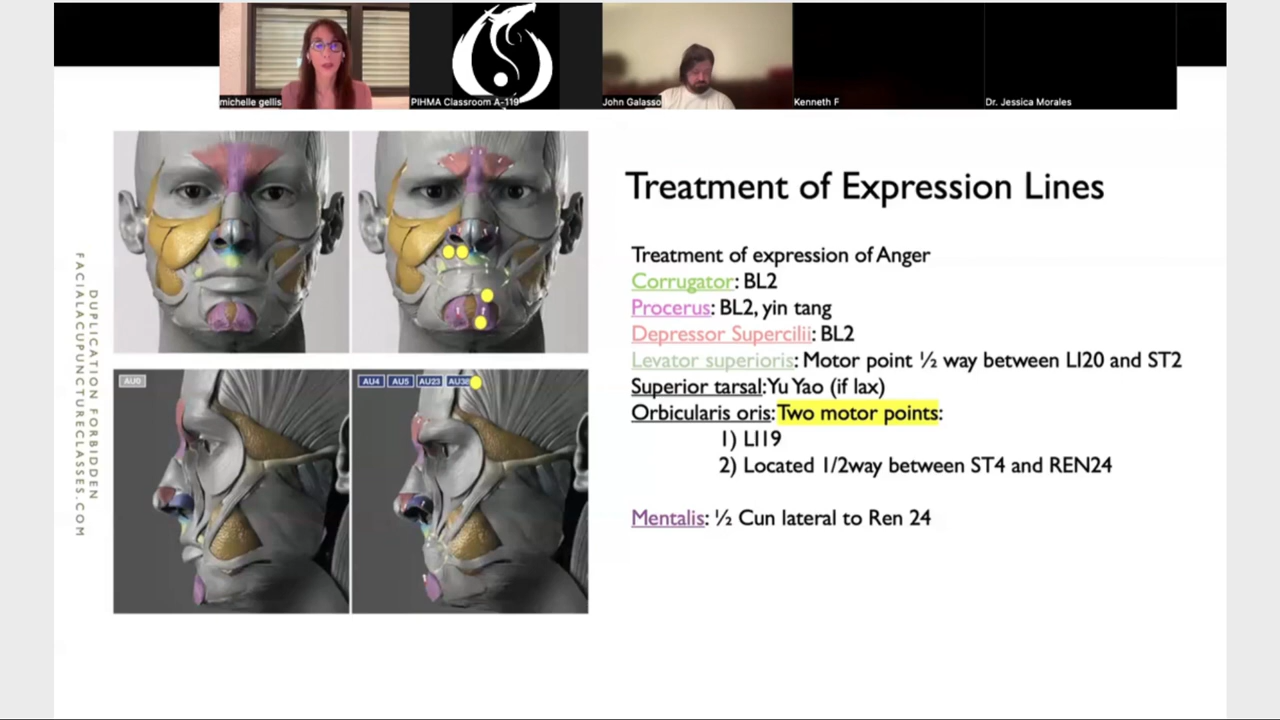 michelle gellis
PIHMA Classroom A-119
John Galasso
Kenneth F
Dr. Jessica Morales
Treatment of Expression Lines
Treatment of expression of Anger
Corrugator: BL2
Procerus: BL2, yin tang
Depressor Supercilii: BL2
Levator superioris: Motor point ½ way between LI20 and ST2
Superior tarsal:Yu Yao (if lax)
Orbicularis oris: Two motor points:
1) LI19
2) Located 1/2way between ST4 and REN24
Mentalis: ½ Cun lateral to Ren 24
DUPLICATION FORBIDDEN
FACIALACUPUNCTURECLASSES.COM
AU0
AU4 AU5 AU23